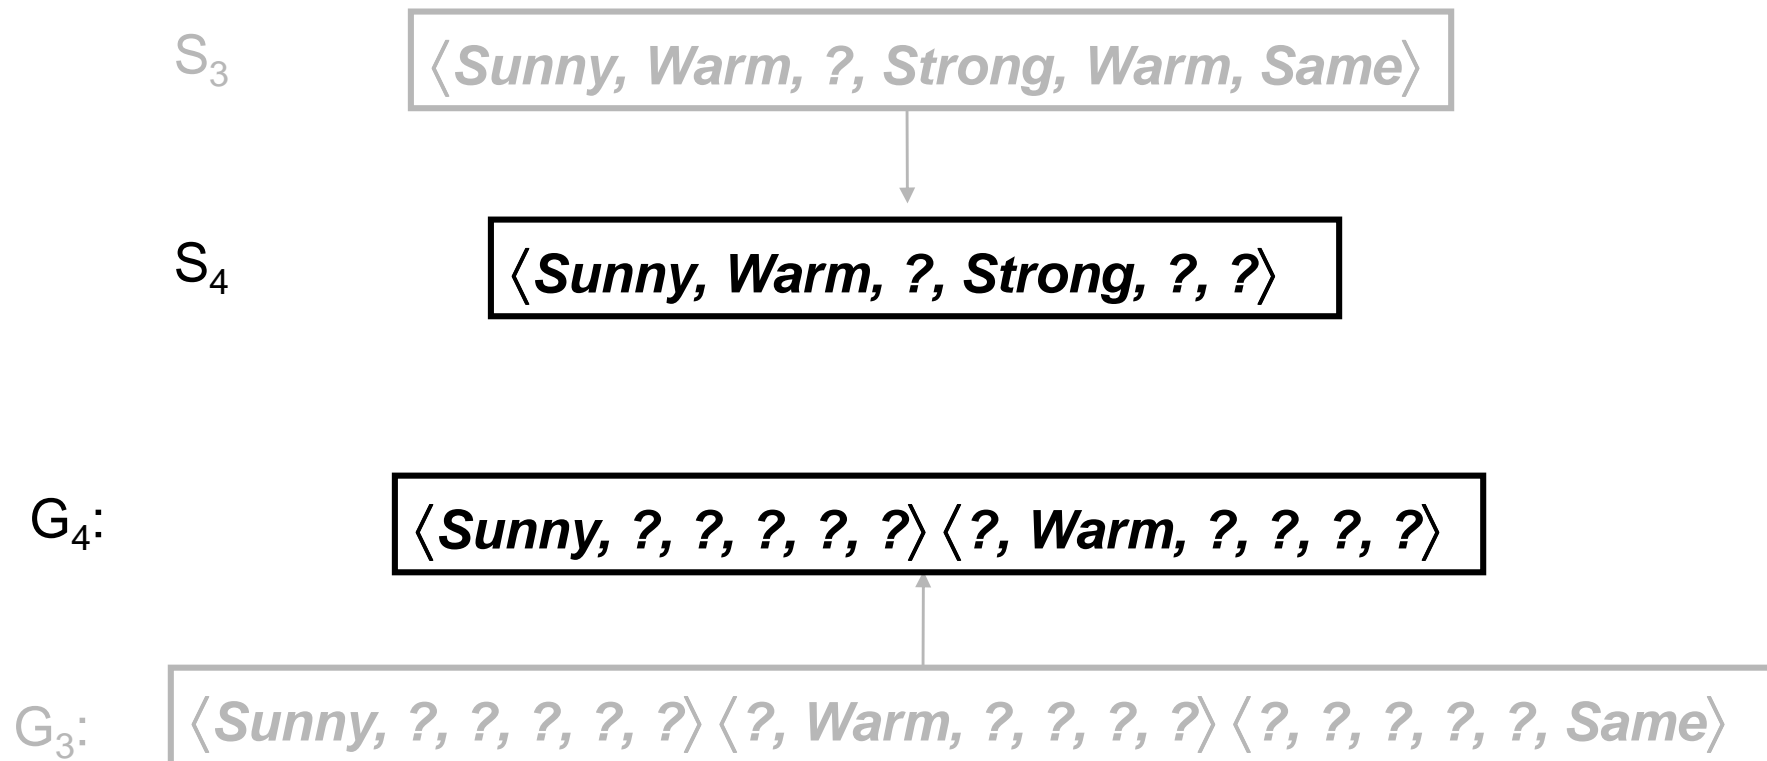 S₃ ⟨Sunny, Warm, ?, Strong, Warm, Same⟩
S₄ ⟨Sunny, Warm, ?, Strong, ?, ?⟩
G₄: ⟨Sunny, ?, ?, ?, ?, ?⟩ ⟨?, Warm, ?, ?, ?, ?⟩
G₃: ⟨Sunny, ?, ?, ?, ?, ?⟩ ⟨?, Warm, ?, ?, ?, ?⟩ ⟨?, ?, ?, ?, ?, Same⟩